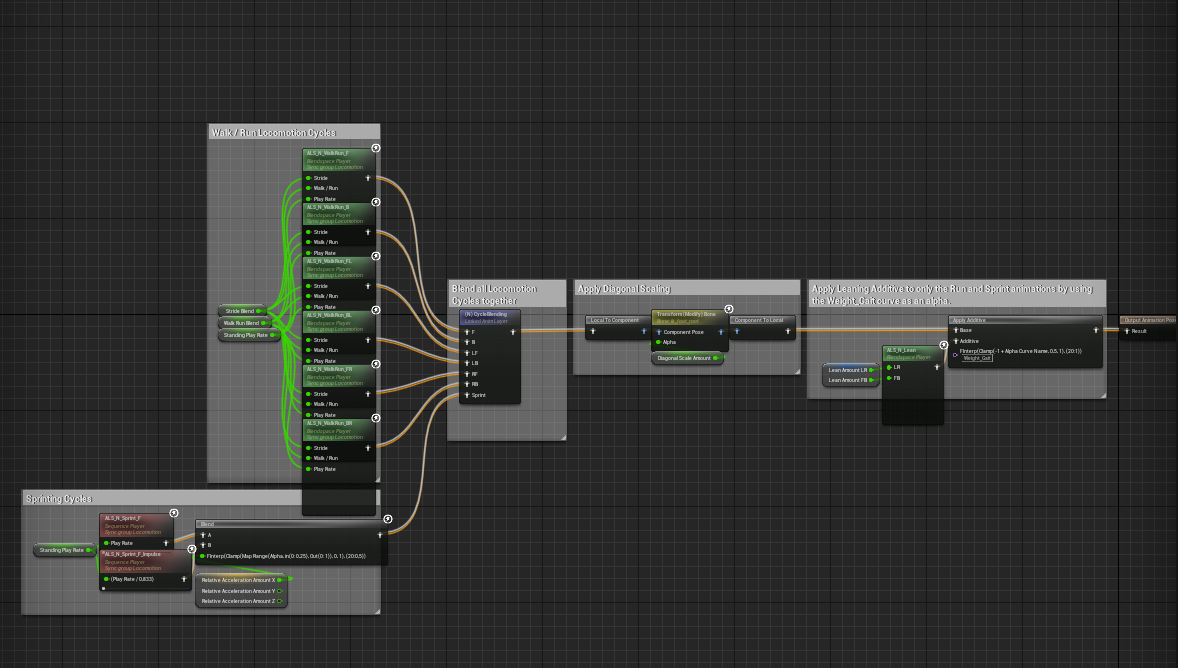 Walk / Run Locomotion Cycles
ALS_N_WalkRun_F
Blendspace Player
Sync group Locomotion
Stride
Walk / Run
Play Rate
ALS_N_WalkRun_B
Blendspace Player
Sync group Locomotion
Stride
Walk / Run
Play Rate
ALS_N_WalkRun_FL
Blendspace Player
Sync group Locomotion
Stride
Walk / Run
Play Rate
ALS_N_WalkRun_BL
Blendspace Player
Sync group Locomotion
Stride
Walk / Run
Play Rate
ALS_N_WalkRun_FR
Blendspace Player
Sync group Locomotion
Stride
Walk / Run
Play Rate
ALS_N_WalkRun_BR
Blendspace Player
Sync group Locomotion
Stride
Walk / Run
Play Rate
Stride Blend
Walk Run Blend
Standing Play Rate
Sprinting Cycles
ALS_N_Sprint_F
Sequence Player
Sync group Locomotion
Play Rate
Standing Play Rate
ALS_N_Sprint_F_Impulse
Sequence Player
Sync group Locomotion
(Play Rate / 0.833)
Blend
A
B
FInterp(Clamp(Map Range(Alpha, In(0:0.25), Out(0:1)), 0, 1), (20:0.5))
Relative Acceleration Amount X
Relative Acceleration Amount Y
Relative Acceleration Amount Z
Blend all Locomotion
Cycles together
(N) CycleBlending
Linked Anim Layer
F
B
LF
LB
RF
RB
Sprint
Apply Diagonal Scaling
Local To Component
Transform (Modify) Bone
Component Pose
Alpha
Diagonal Scale Amount
Component To Local
Apply Leaning Additive to only the Run and Sprint animations by using
the Weight_Gait curve as an alpha.
Apply Additive
Base
Additive
FInterp(Clamp(-1 + Alpha Curve Name, 0.5, 1), (20:1))
Weight_Gait
ALS_N_Lean
Blendspace Player
LR
FB
Lean Amount LR
Lean Amount FB
Output Animation Pose
Result